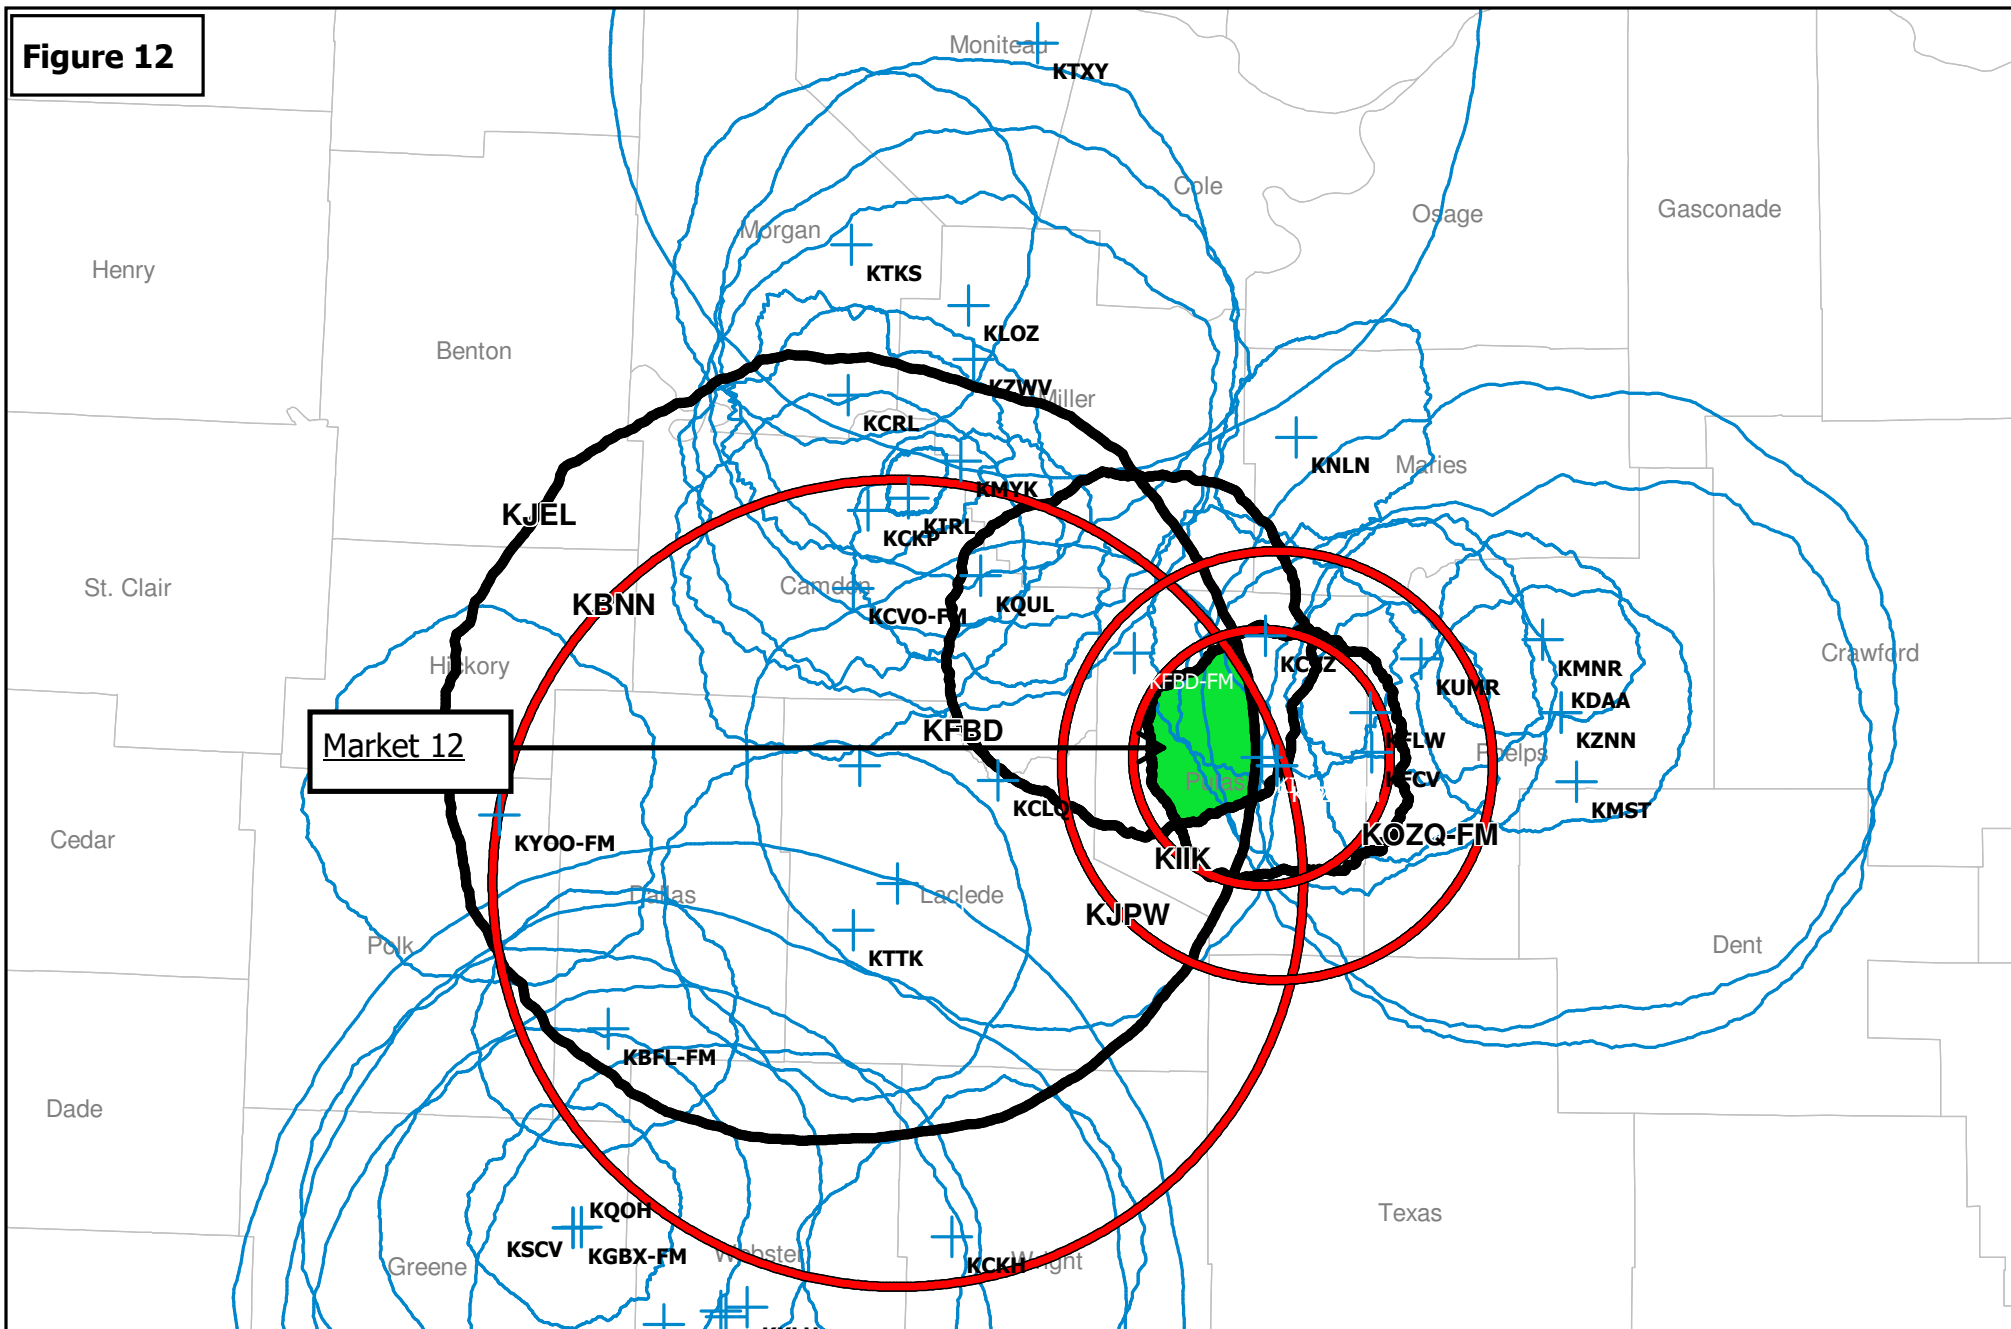 Figure 12
Moniteau
KTXY
Cole
Osage
Gasconade
Morgan
Henry
KTKS
KLOZ
Benton
KZWV
Miller
KCRL
KNLN
Maries
KMYK
KJEL
KIRL
KCKP
St. Clair
Camden
KBNN
KCVO-FM
KQUL
Hickory
KFBD-FM
KUMR
KMNR
KDAA
Crawford
KFBD
KFLW
KZNN
Market 12
Phelps
KFCV
KCLQ
KMST
Cedar
KYOO-FM
KOZQ-FM
KIIK
Dallas
Laclede
KJPW
Polk
Dent
KTTK
KBFL-FM
Dade
KQOH
Texas
KSCV
KGBX-FM
Webster
Greene
KCKH
Wright